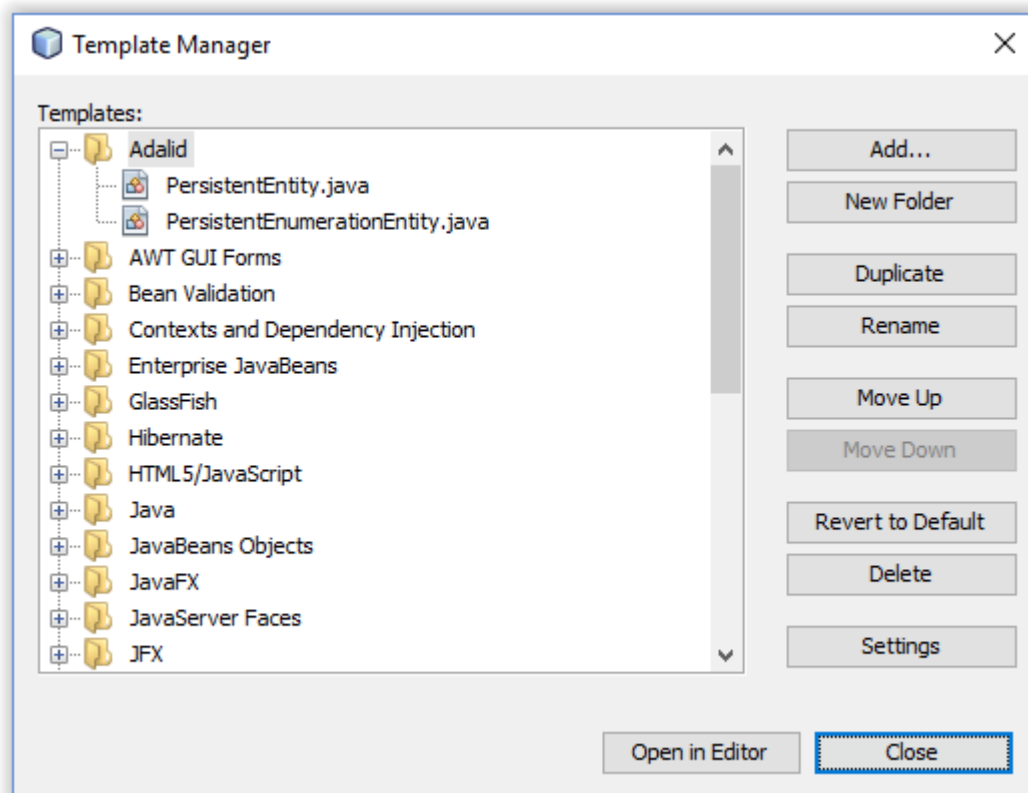 Template Manager
Templates:
Adalid
PersistentEntity.java
PersistentEnumerationEntity.java
AWT GUI Forms
Bean Validation
Contexts and Dependency Injection
Enterprise JavaBeans
GlassFish
Hibernate
HTML5/JavaScript
Java
JavaBeans Objects
JavaFX
JavaServer Faces
JFX
Add...
New Folder
Duplicate
Rename
Move Up
Move Down
Revert to Default
Delete
Settings
Open in Editor
Close